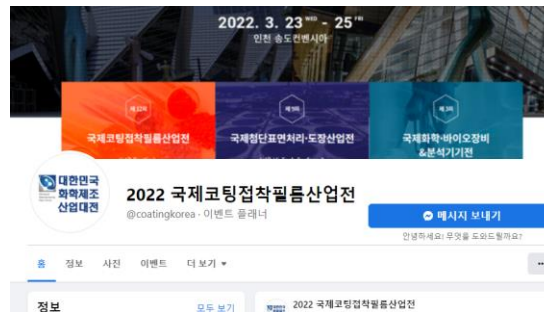 2022. 3. 23 WED - 25 FRI
인천 송도컨벤시아
국제코팅접착필름산업전
국제첨단표면처리·도장산업전
국제화학·바이오장비
&분석기기전
대한민국
화학제조
산업대전
2022 국제코팅접착필름산업전
@coatingkorea · 이벤트 플래너
메시지 보내기
안녕하세요! 무엇을 도와드릴까요?
홈 정보 사진 이벤트 더 보기
정보 모두 보기
2022 국제코팅접착필름산업전